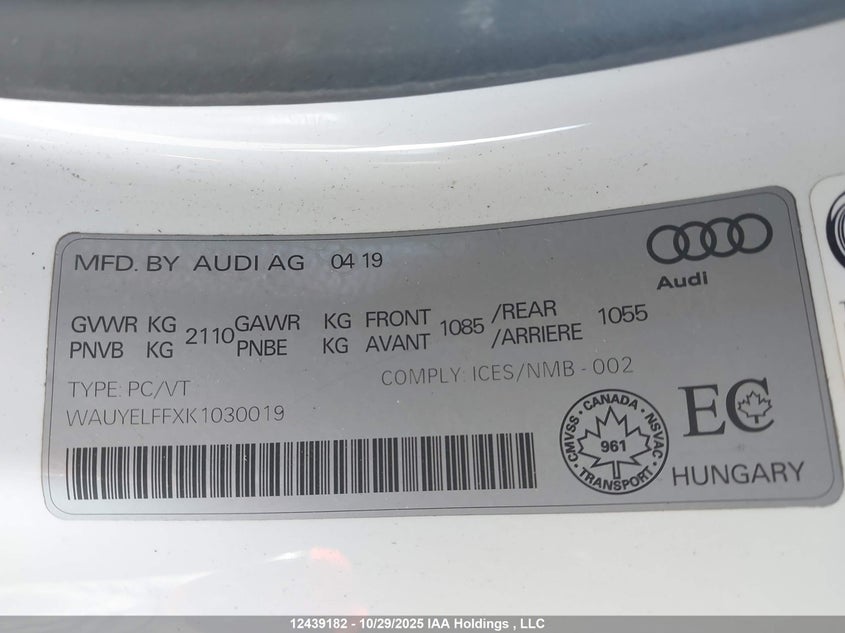 MFD. BY AUDI AG 04 19
Audi
GVWR KG 2110 GAWR KG FRONT 1085 /REAR 1055
PNVB KG PNBE KG AVANT /ARRIERE
COMPLY: ICES/NMB - 002
TYPE: PC/VT
WAUYELFFXK1030019
CANADA
CMVSS NSVAC
961
TRANSPORT
EC
HUNGARY
12439182 - 10/29/2025 IAA Holdings , LLC